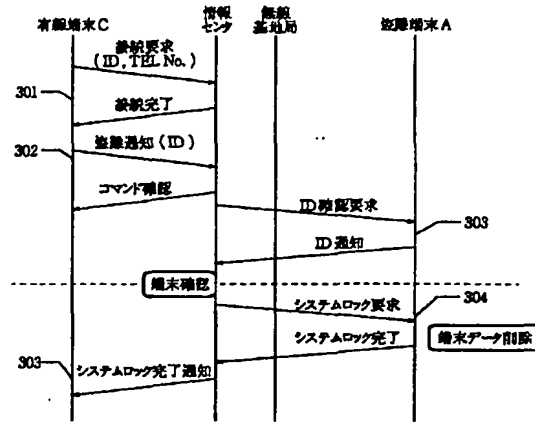 有線端末C
情報
センタ
無線
基地局
盗難端末A
接続要求
(ID, TEL No.)
301
接続完了
302
盗難通知(ID)
コマンド確認
ID確認要求
303
ID通知
端末確認
システムロック要求
304
システムロック完了
端末データ削除
303
システムロック完了通知